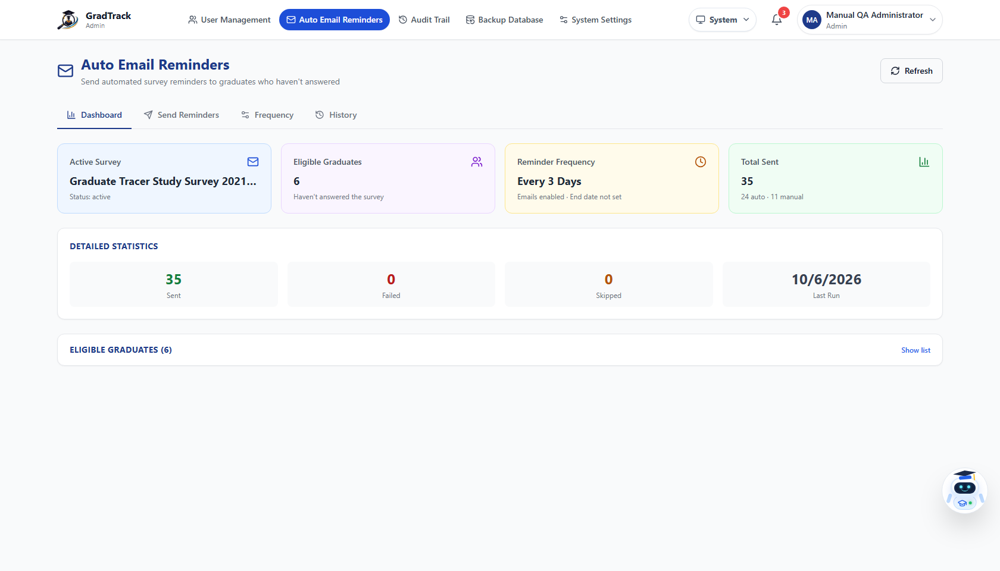 GradTrack
Admin
User Management
Auto Email Reminders
Audit Trail
Backup Database
System Settings
System
3
MA
Manual QA Administrator
Admin
Auto Email Reminders
Send automated survey reminders to graduates who haven't answered
Refresh
Dashboard
Send Reminders
Frequency
History
Active Survey
Graduate Tracer Study Survey 2021...
Status: active
Eligible Graduates
6
Haven't answered the survey
Reminder Frequency
Every 3 Days
Emails enabled · End date not set
Total Sent
35
24 auto · 11 manual
DETAILED STATISTICS
35
Sent
0
Failed
0
Skipped
10/6/2026
Last Run
ELIGIBLE GRADUATES (6)
Show list